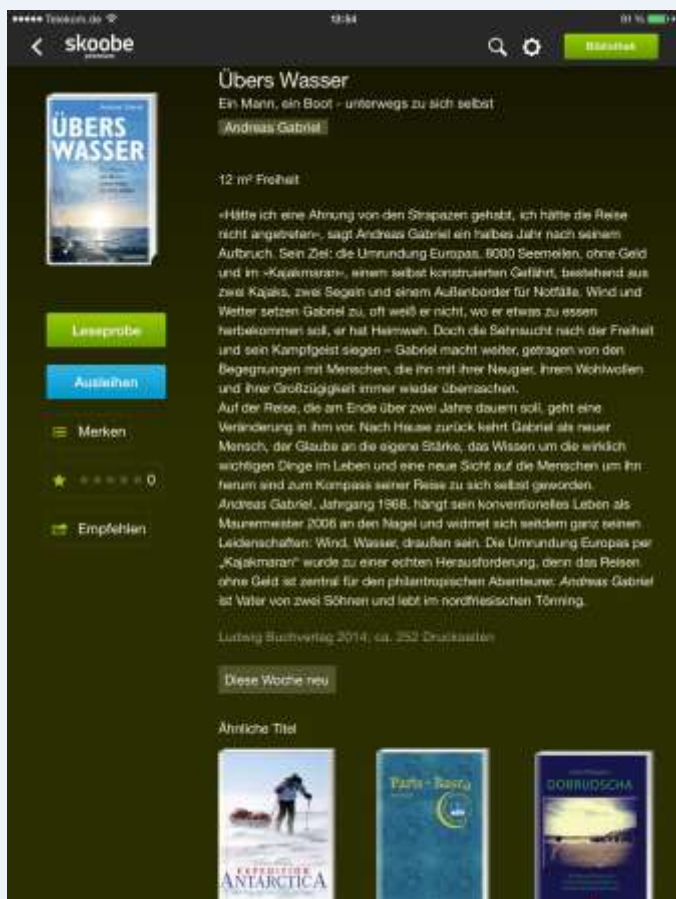 Telekom.de
13:54
91 %
skoobe
premium
Bibliothek
ÜBERS
WASSER
Übers Wasser
Ein Mann, ein Boot - unterwegs zu sich selbst
Andreas Gabriel
12 m² Freiheit
«Hätte ich eine Ahnung von den Strapazen gehabt, ich hätte die Reise
nicht angetreten», sagt Andreas Gabriel ein halbes Jahr nach seinem
Aufbruch. Sein Ziel: die Umrundung Europas, 8000 Seemeilen, ohne Geld
und im «Kajakmaran», einem selbst konstruierten Gefährt, bestehend aus
zwei Kajaks, zwei Segeln und einem Außenborder für Notfälle. Wind und
Wetter setzen Gabriel zu, oft weiß er nicht, wo er etwas zu essen
herbekommen soll, er hat Heimweh. Doch die Sehnsucht nach der Freiheit
und sein Kampfgeist siegen – Gabriel macht weiter, getragen von den
Begegnungen mit Menschen, die ihn mit ihrer Neugier, ihrem Wohlwollen
und ihrer Großzügigkeit immer wieder überraschen.
Auf der Reise, die am Ende über zwei Jahre dauern soll, geht eine
Veränderung in ihm vor. Nach Hause zurück kehrt Gabriel als neuer
Mensch, der Glaube an die eigene Stärke, das Wissen um die wirklich
wichtigen Dinge im Leben und eine neue Sicht auf die Menschen um ihn
herum sind zum Kompass seiner Reise zu sich selbst geworden.
Andreas Gabriel, Jahrgang 1968, hängt sein konventionelles Leben als
Maurermeister 2006 an den Nagel und widmet sich seitdem ganz seinen
Leidenschaften: Wind, Wasser, draußen sein. Die Umrundung Europas per
„Kajakmaran“ wurde zu einer echten Herausforderung, denn das Reisen
ohne Geld ist zentral für den philantropischen Abenteurer. Andreas Gabriel
ist Vater von zwei Söhnen und lebt im nordfriesischen Tönning.
Ludwig Buchverlag 2014; ca. 252 Druckseiten
Leseprobe
Ausleihen
Merken
0
Empfehlen
Diese Woche neu
Ähnliche Titel
EXPEDITION
ANTARCTICA
Paris - Basra
DOBRUDSCHA